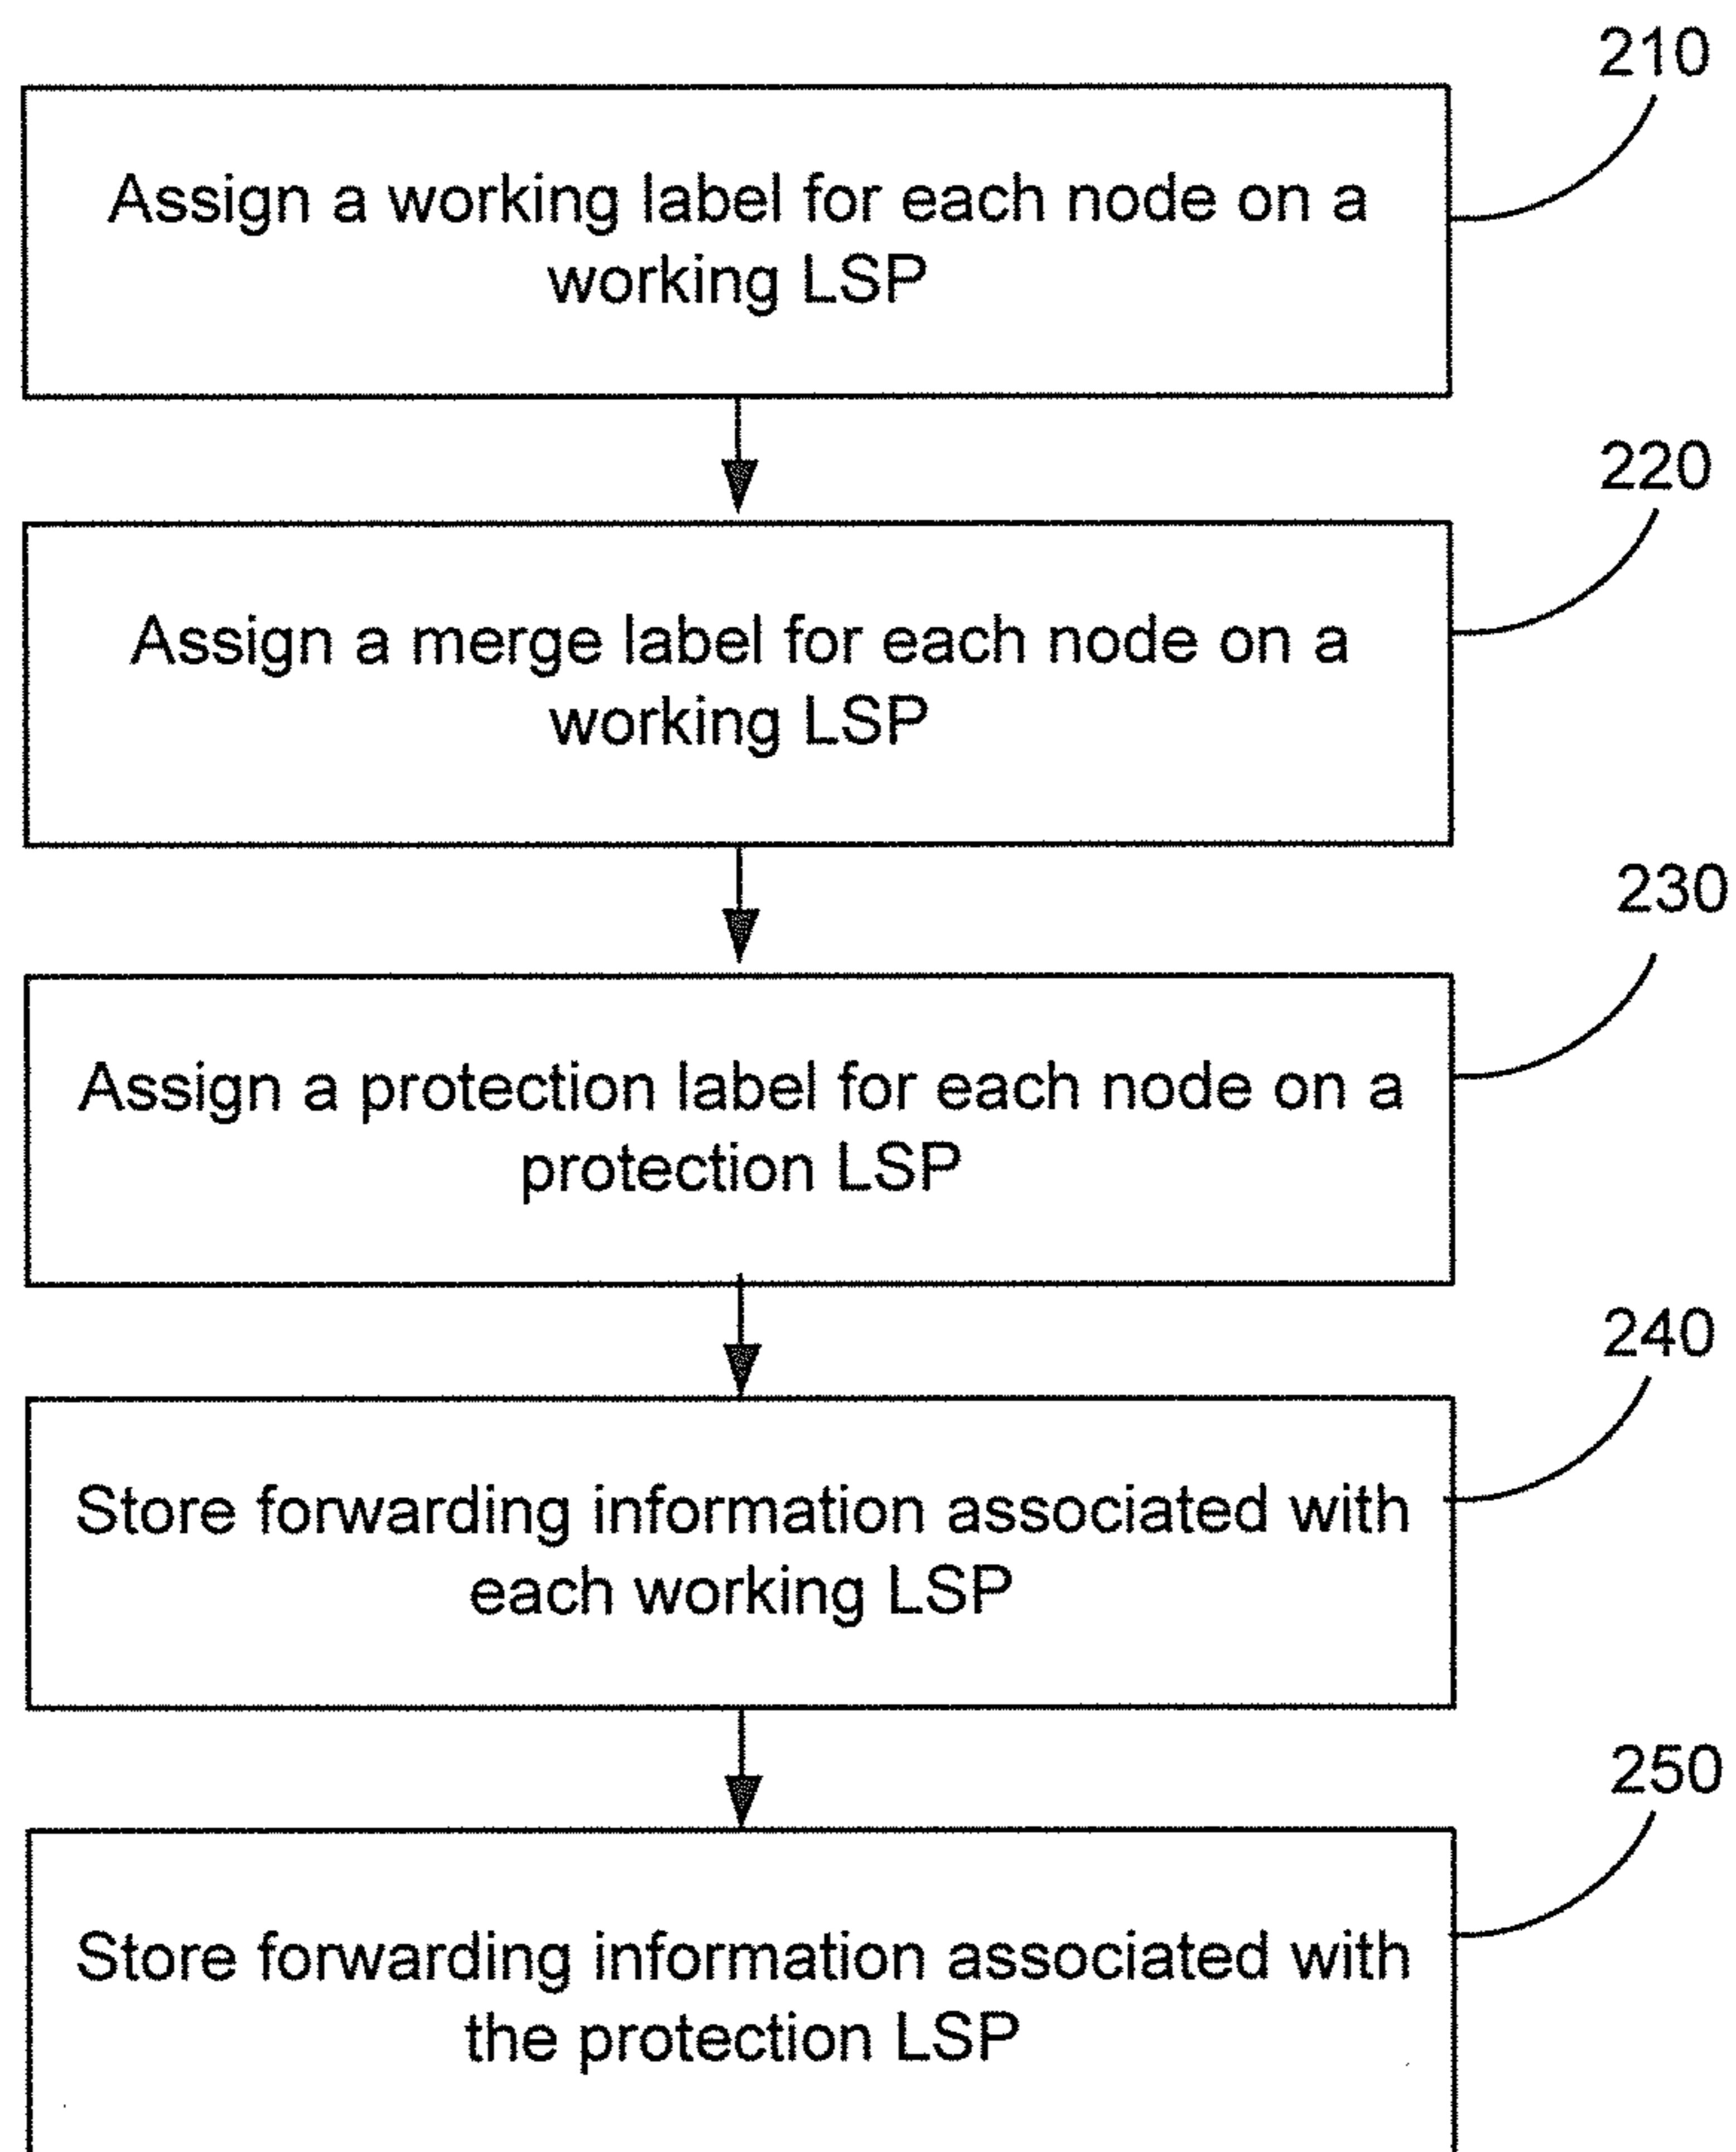 210
Assign a working label for each node on a
working LSP
220
Assign a merge label for each node on a
working LSP
230
Assign a protection label for each node on a
protection LSP
240
Store forwarding information associated with
each working LSP
250
Store forwarding information associated with
the protection LSP